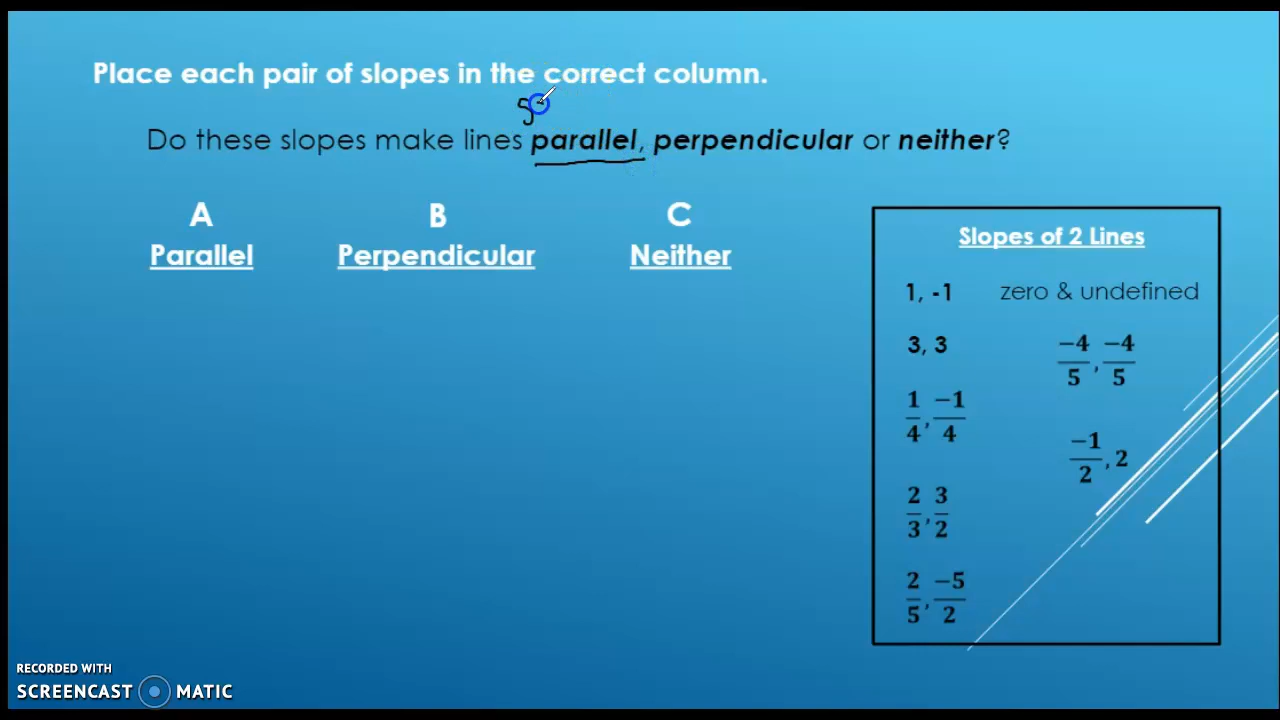 Place each pair of slopes in the correct column.
Do these slopes make lines parallel, perpendicular or neither?
A
Parallel
B
Perpendicular
C
Neither
Slopes of 2 Lines
1, -1
3, 3
1/4, −1/4
2/3, 3/2
2/5, −5/2
zero & undefined
−4/5, −4/5
−1/2, 2
RECORDED WITH
SCREENCAST MATIC